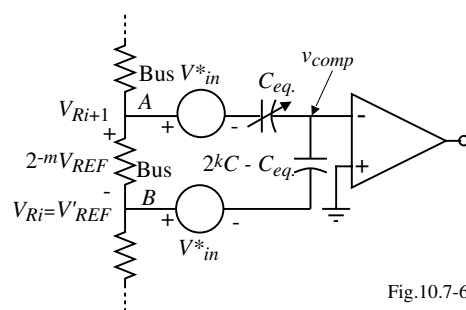 Bus
V*in
Ceq.
vcomp
A
VRi+1
+
-
+
-
2-mVREF
Bus
2kC - Ceq.
+
-
B
VRi=V'REF
+
-
V*in
Fig.10.7-6